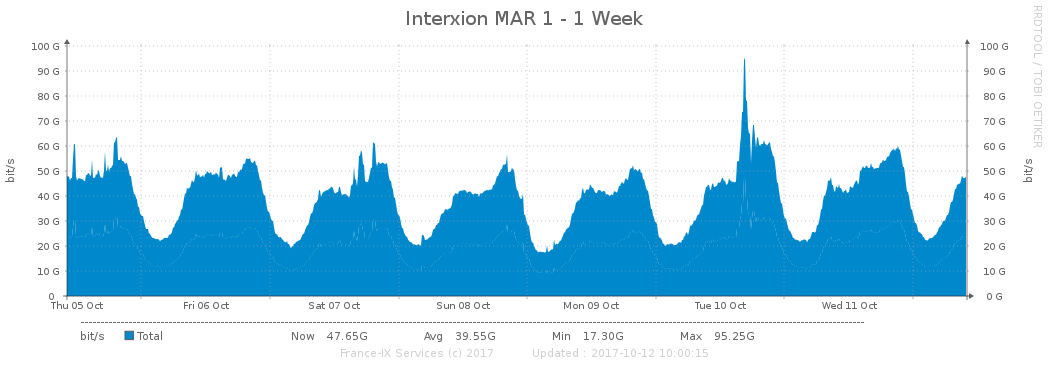 Interxion MAR 1 - 1 Week
RRDTOOL / TOBI OETIKER
bit/s
bit/s
100 G 100 G
90 G 90 G
80 G 80 G
70 G 70 G
60 G 60 G
50 G 50 G
40 G 40 G
30 G 30 G
20 G 20 G
10 G 10 G
0 0 G
Thu 05 Oct Fri 06 Oct Sat 07 Oct Sun 08 Oct Mon 09 Oct Tue 10 Oct Wed 11 Oct
bit/s Total Now 47.65G Avg 39.55G Min 17.30G Max 95.25G
France-IX Services (c) 2017 Updated : 2017-10-12 10:00:15